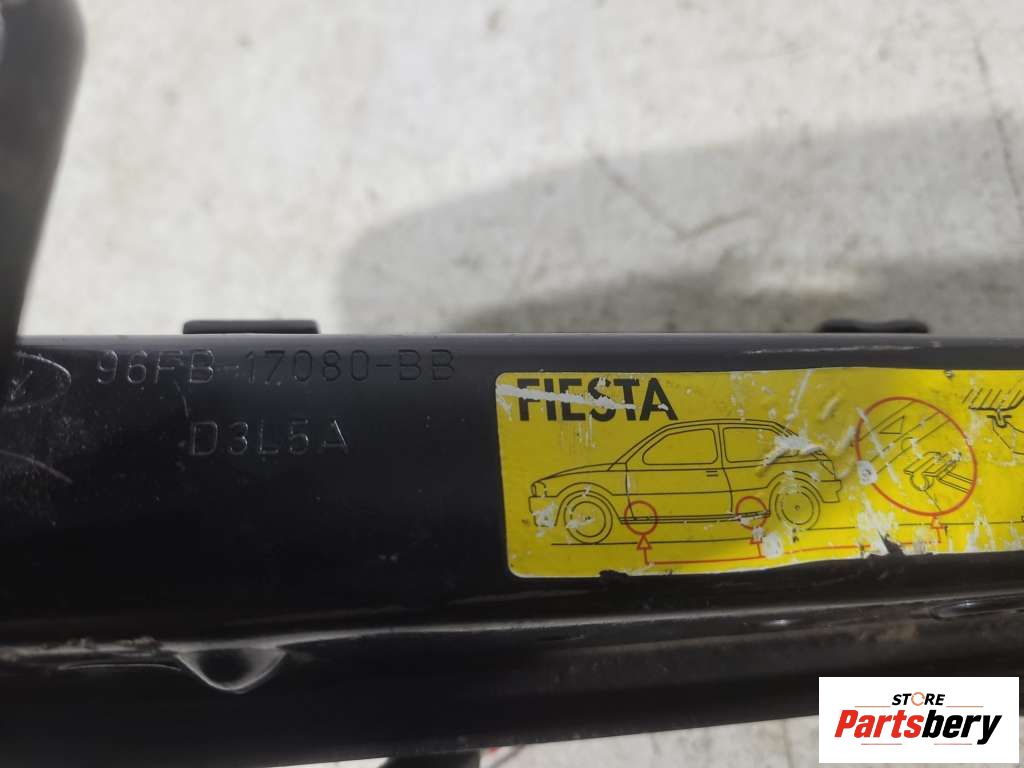 96FB-17080-BB
D3L5A
FIESTA
STORE
Partsbery